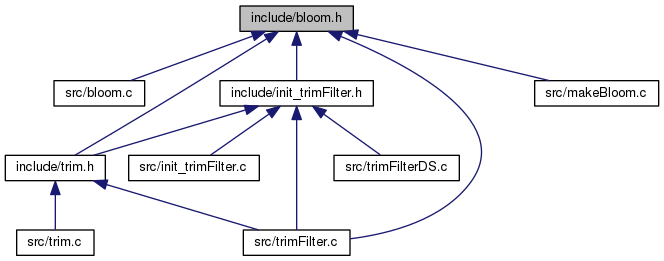 include/bloom.h
src/bloom.c
include/init_trimFilter.h
src/makeBloom.c
include/trim.h
src/init_trimFilter.c
src/trimFilterDS.c
src/trim.c
src/trimFilter.c